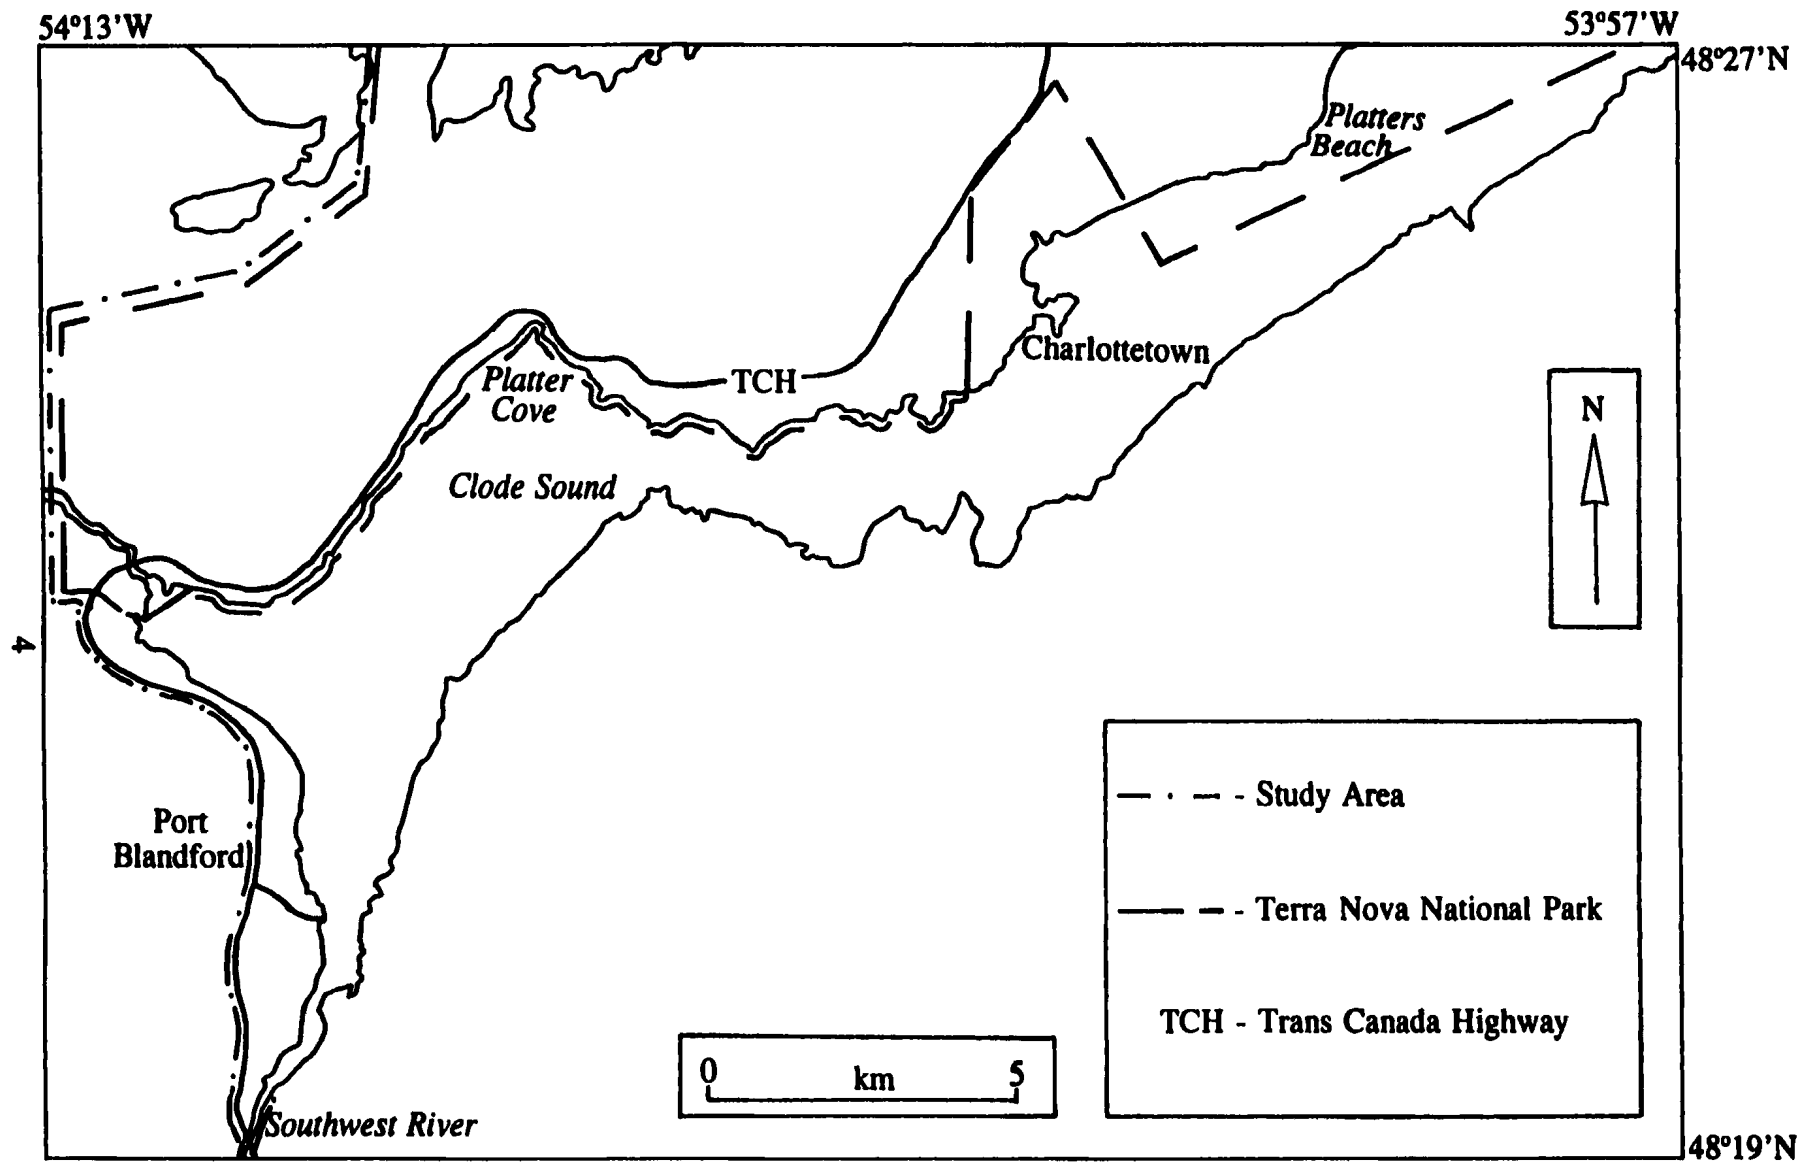 54°13'W
53°57'W
48°27'N
Platters
Beach
Charlottetown
TCH
Platter
Cove
N
Clode Sound
4
- Study Area
Port
Blandford
- Terra Nova National Park
TCH - Trans Canada Highway
0 km 5
Southwest River
48°19'N